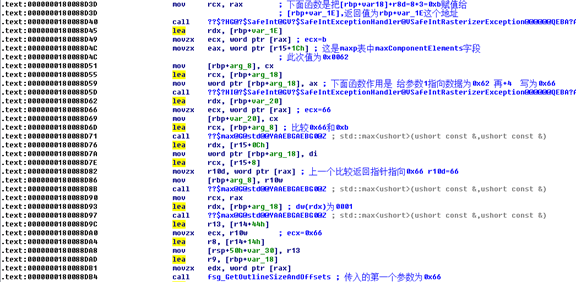 .text:0000000180088D3D mov rcx, rax ; 下面函数是把[rbp+var18]+r8d-8+3=0xb赋值给
.text:0000000180088D3D ; [rbp+var_1E],返回值为rbp+var_1E这个地址
.text:0000000180088D40 call
.text:0000000180088D45 lea rdx, [rbp+var_1E]
.text:0000000180088D49 movzx ecx, word ptr [rax] ; ecx=b
.text:0000000180088D4C movzx eax, word ptr [r15+1Ch] ; 这是maxp表中maxComponentElements字段
.text:0000000180088D4C ; 此次值为0x0062
.text:0000000180088D51 mov [rbp+arg_8], cx
.text:0000000180088D55 lea rcx, [rbp+arg_18]
.text:0000000180088D59 mov word ptr [rbp+arg_18], ax ; 下面函数作用是 给参数1指向数据为0x62 再+4 写为0x66
.text:0000000180088D5D call
.text:0000000180088D62 lea rdx, [rbp+var_20]
.text:0000000180088D66 movzx ecx, word ptr [rax] ; ecx=66
.text:0000000180088D69 mov [rbp+var_20], cx
.text:0000000180088D6D lea rcx, [rbp+arg_8] ; 比较0x66和0xb
.text:0000000180088D71 call ??$max@G@std@@YAAEBGAEBG0@Z ; std::max<ushort>(ushort const &,ushort const &)
.text:0000000180088D76 lea rdx, [r15+0Ch]
.text:0000000180088D7A mov word ptr [rbp+arg_18], di
.text:0000000180088D7E lea rcx, [r15+8]
.text:0000000180088D82 movzx r10d, word ptr [rax] ; 上一个比较返回指针指向0x66 r10d=66
.text:0000000180088D86 mov [rbp+arg_8], r10w
.text:0000000180088D8B call ??$max@G@std@@YAAEBGAEBG0@Z ; std::max<ushort>(ushort const &,ushort const &)
.text:0000000180088D90 mov rcx, rax
.text:0000000180088D93 lea rdx, [rbp+arg_18] ; dw(rdx)为0001
.text:0000000180088D97 call ??$max@G@std@@YAAEBGAEBG0@Z ; std::max<ushort>(ushort const &,ushort const &)
.text:0000000180088D9C lea r13, [r14+44h]
.text:0000000180088DA0 movzx ecx, r10w ; ecx=0x66
.text:0000000180088DA4 lea r8, [r14+14h]
.text:0000000180088DA8 mov [rsp+50h+var_30], r13
.text:0000000180088DAD lea r9, [rbp+var_18]
.text:0000000180088DB1 movzx edx, word ptr [rax]
.text:0000000180088DB4 call fsg_GetOutlineSizeAndOffsets ; 传入的第一个参数为0x66